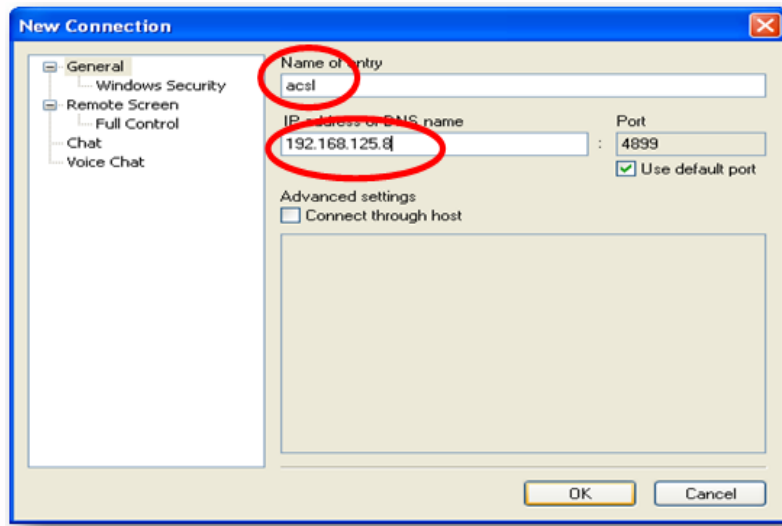 New Connection
General
Windows Security
Remote Screen
Full Control
Chat
Voice Chat
Name of entry
acsl
IP address or DNS name
Port
192.168.125.8
:
4899
Use default port
Advanced settings
Connect through host
OK
Cancel